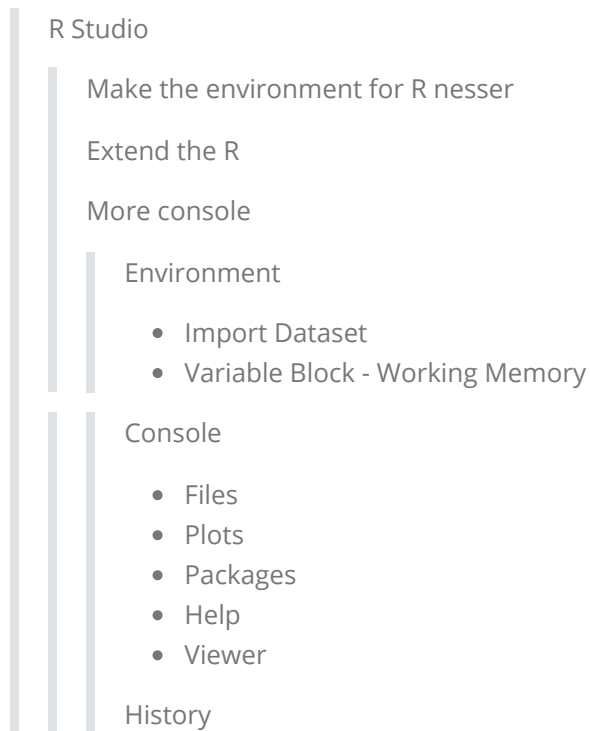 R Studio
Make the environment for R nesser
Extend the R
More console
Environment
Import Dataset
Variable Block - Working Memory
Console
Files
Plots
Packages
Help
Viewer
History